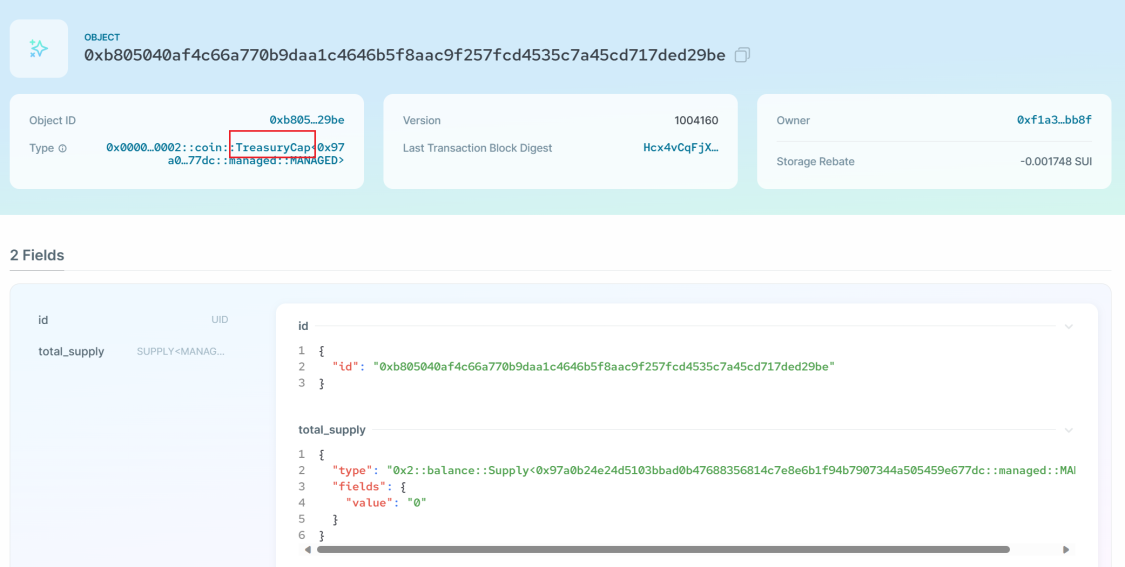 OBJECT
0xb805040af4c66a770b9daa1c4646b5f8aac9f257fcd4535c7a45cd717ded29be
Object ID
0xb805…29be
Type
0x0000…0002::coin::TreasuryCap<0x97
a0…77dc::managed::MANAGED>
Version
1004160
Last Transaction Block Digest
Hcx4vCqFjX…
Owner
0xf1a3…bb8f
Storage Rebate
-0.001748 SUI
2 Fields
id
UID
total_supply
SUPPLY<MANAG…
id
1 {
2 "id": "0xb805040af4c66a770b9daa1c4646b5f8aac9f257fcd4535c7a45cd717ded29be"
3 }
total_supply
1 {
2 "type": "0x2::balance::Supply<0x97a0b24e24d5103bbad0b47688356814c7e8e6b1f94b7907344a505459e677dc::managed::MA
3 "fields": {
4 "value": "0"
5 }
6 }